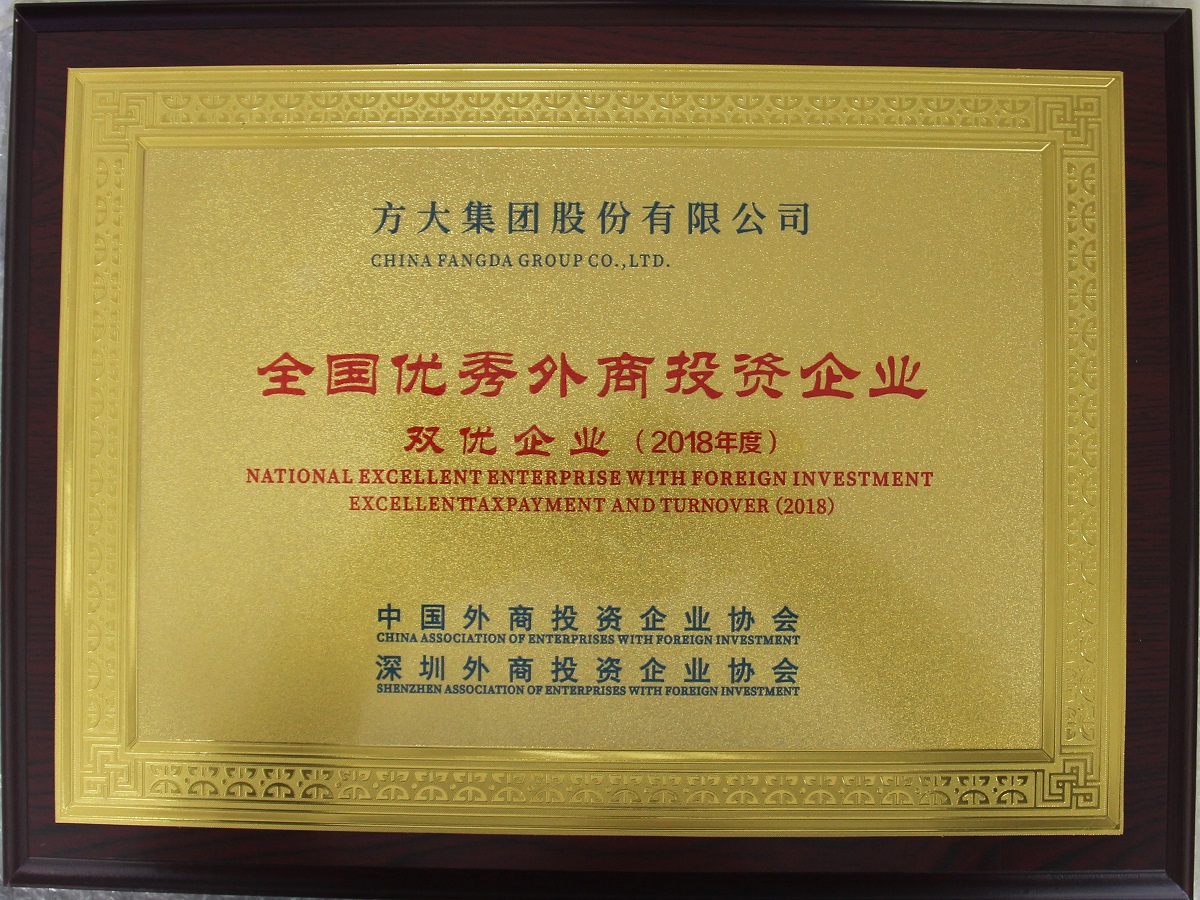 方大集团股份有限公司
CHINA FANGDA GROUP CO.,LTD.
全国优秀外商投资企业
双优企业（2018年度）
NATIONAL EXCELLENT ENTERPRISE WITH FOREIGN INVESTMENT
EXCELLENTTAXPAYMENT AND TURNOVER (2018)
中国外商投资企业协会
CHINA ASSOCIATION OF ENTERPRISES WITH FOREIGN INVESTMENT
深圳外商投资企业协会
SHENZHEN ASSOCIATION OF ENTERPRISES WITH FOREIGN INVESTMENT